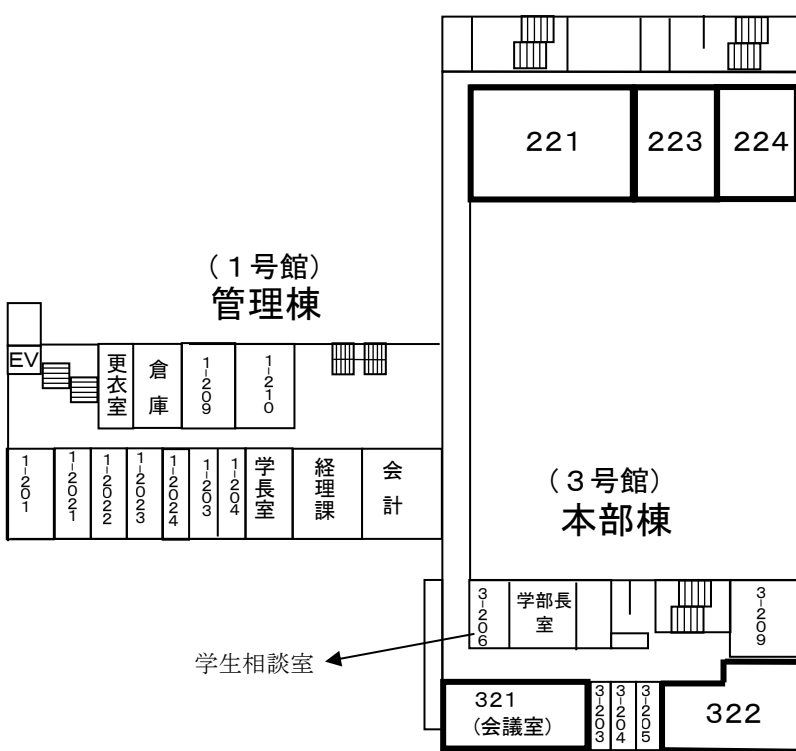 221
223
224
（１号館）
管理棟
EV
更衣室
倉庫
1-209
1-210
1-201
1-2021
1-2022
1-2023
1-2024
1-203
1-204
学長室
経理課
会計
（３号館）
本部棟
3-206
学部長
室
3-209
学生相談室
321
（会議室）
3-203
3-204
3-205
322